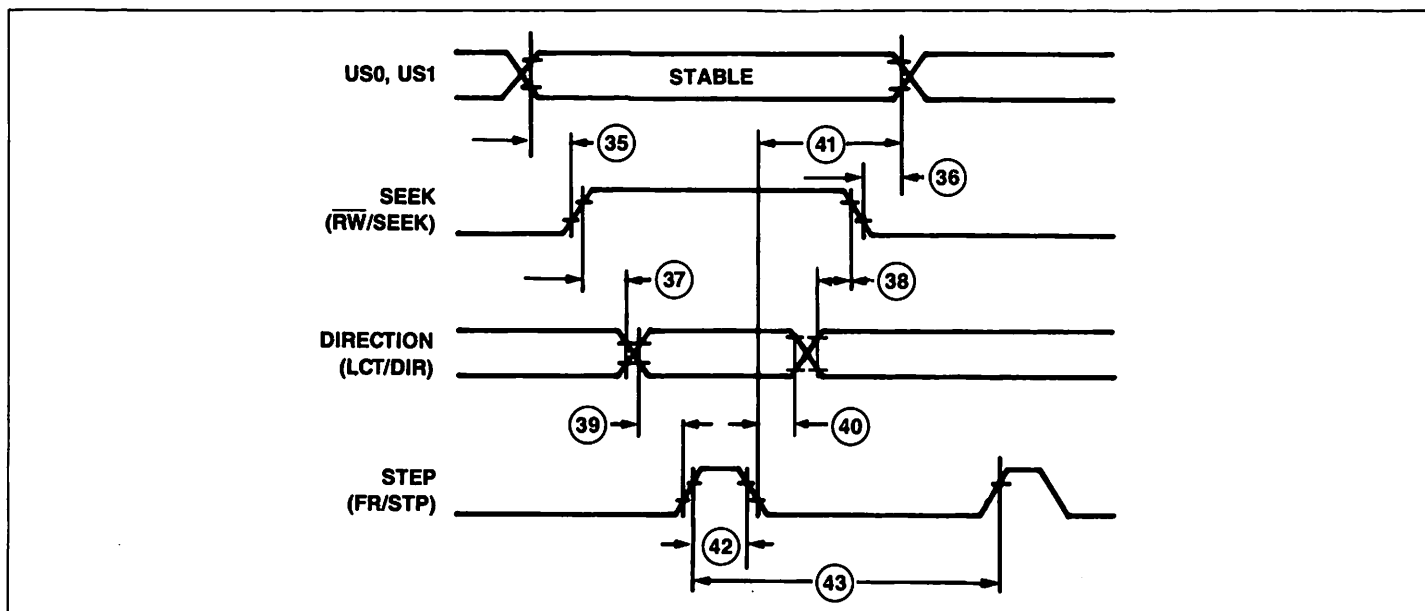 US0, US1
STABLE
35
41
36
SEEK
(RW/SEEK)
37
38
DIRECTION
(LCT/DIR)
39
40
STEP
(FR/STP)
42
43